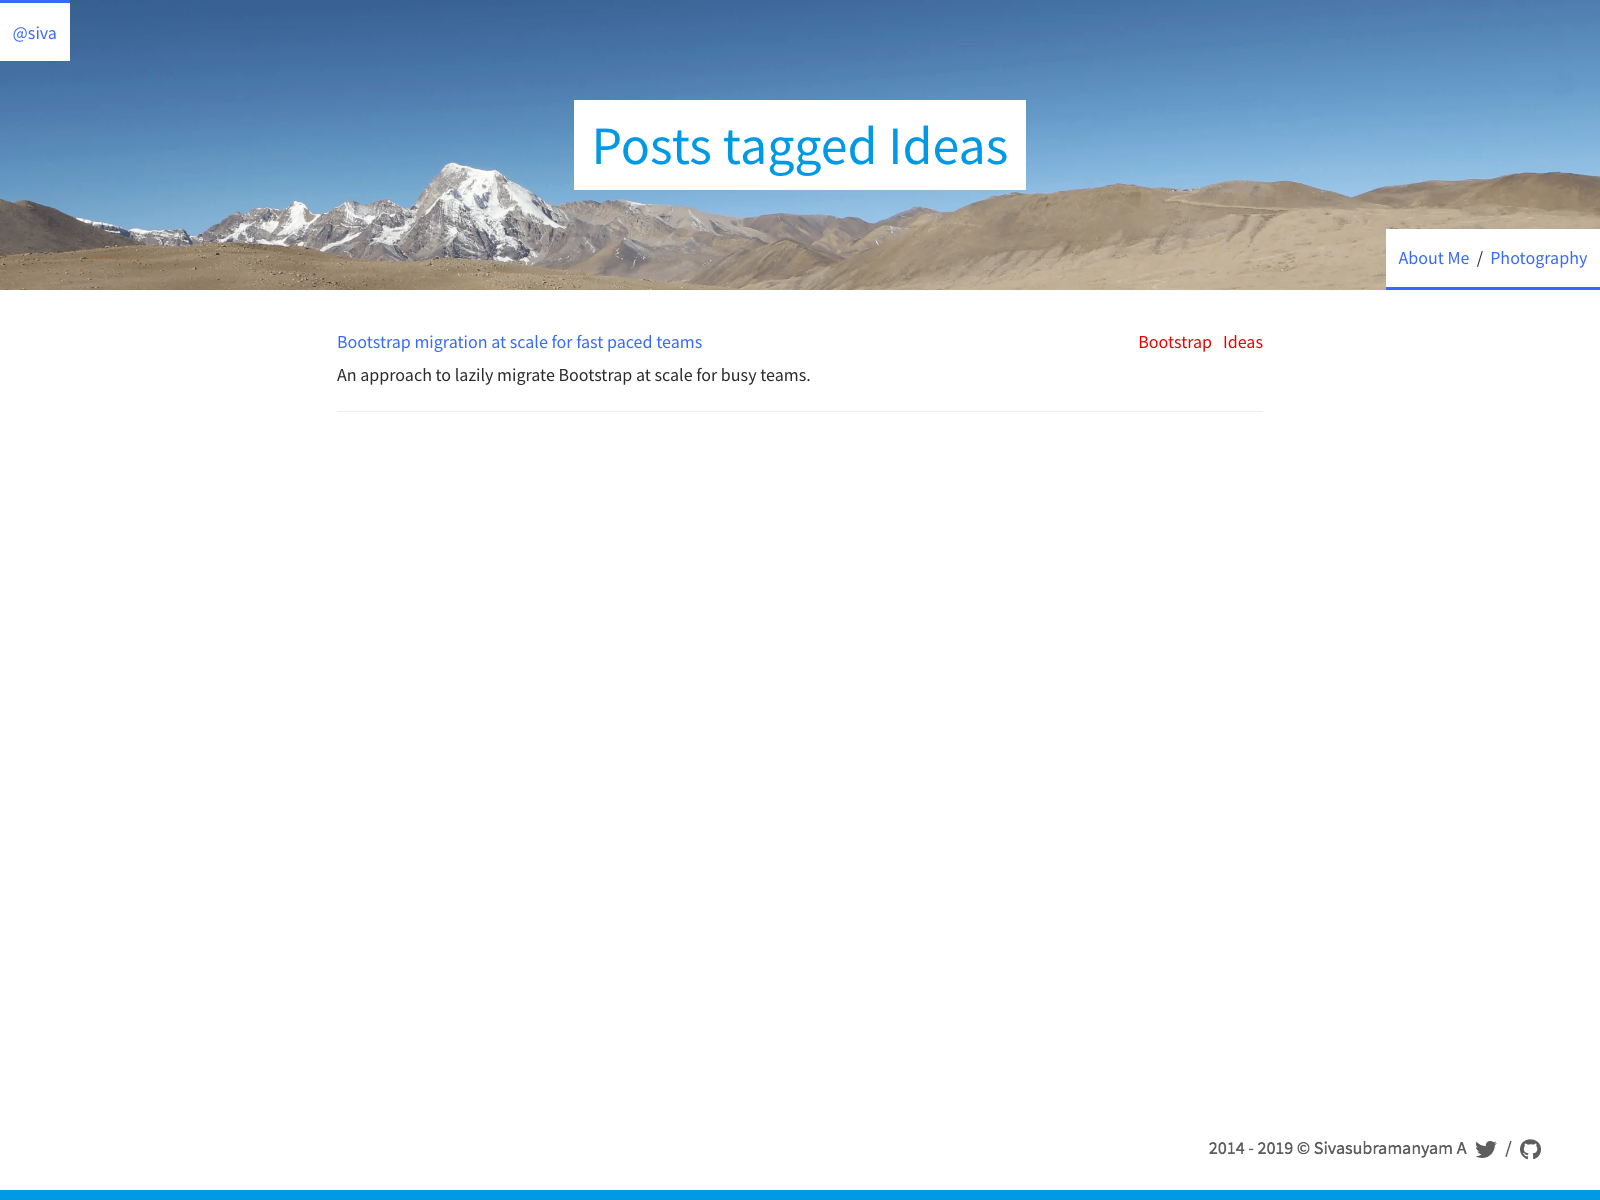 @siva
Posts tagged Ideas
About Me / Photography
Bootstrap migration at scale for fast paced teams Bootstrap Ideas
An approach to lazily migrate Bootstrap at scale for busy teams.
2014 - 2019 © Sivasubramanyam A /